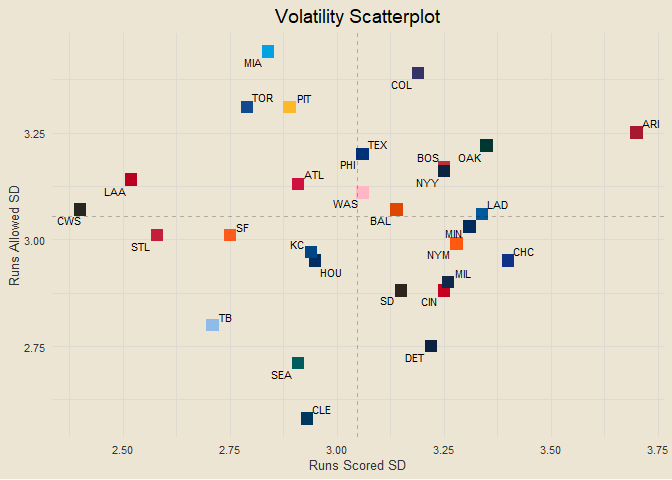 Volatility Scatterplot
MIA
COL
TOR
PIT
ARI
TEX
PHI
BOS
OAK
NYY
ATL
LAA
WAS
LAD
CWS
BAL
STL
SF
MIN
KC
NYM
CHC
HOU
MIL
SD
CIN
TB
DET
SEA
CLE
3.25
3.00
2.75
Runs Allowed SD
2.50
2.75
3.00
3.25
3.50
3.75
Runs Scored SD